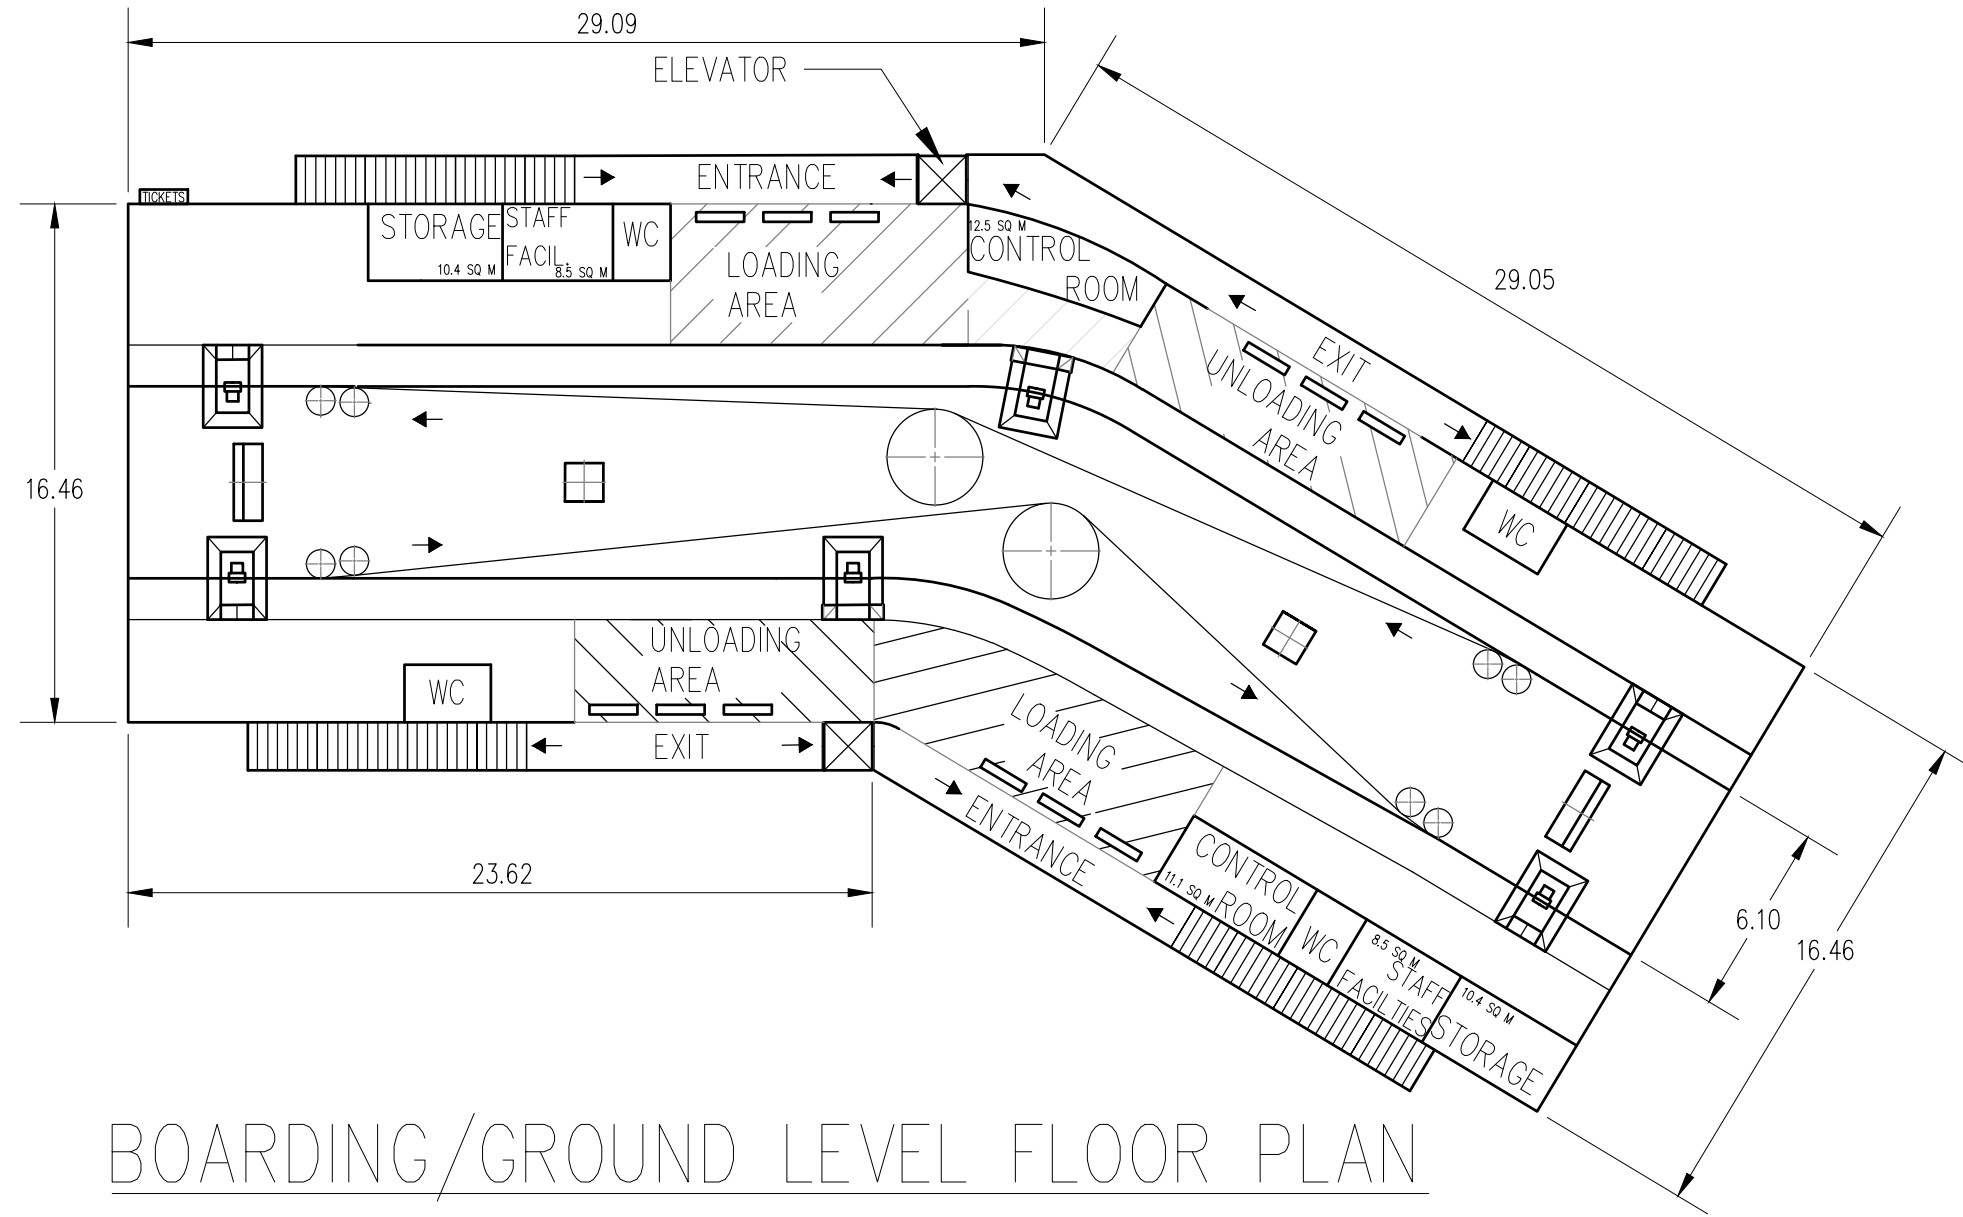 29.09
ELEVATOR
ENTRANCE
TICKETS
STORAGE
10.4 SQ M
STAFF
FACIL.
8.5 SQ M
WC
LOADING
AREA
12.5 SQ M
CONTROL
ROOM
29.05
EXIT
UNLOADING
AREA
WC
16.46
UNLOADING
AREA
WC
EXIT
LOADING
AREA
ENTRANCE
23.62
CONTROL
ROOM
11.1 SQ M
WC
8.5 SQ M
STAFF
FACILTIES
10.4 SQ M
STORAGE
6.10
16.46
BOARDING/GROUND LEVEL FLOOR PLAN